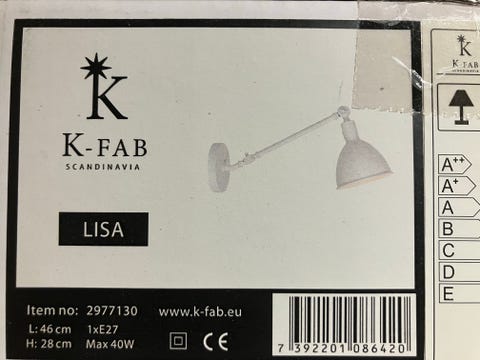 K
K-FAB
SCANDINAVIA
LISA
Item no: 2977130
www.k-fab.eu
L: 46 cm 1xE27
H: 28 cm Max 40W
CE
7 392201 086420
K
K-FAB
SCANDINAVIA
A++
A+
A
B
C
D
E